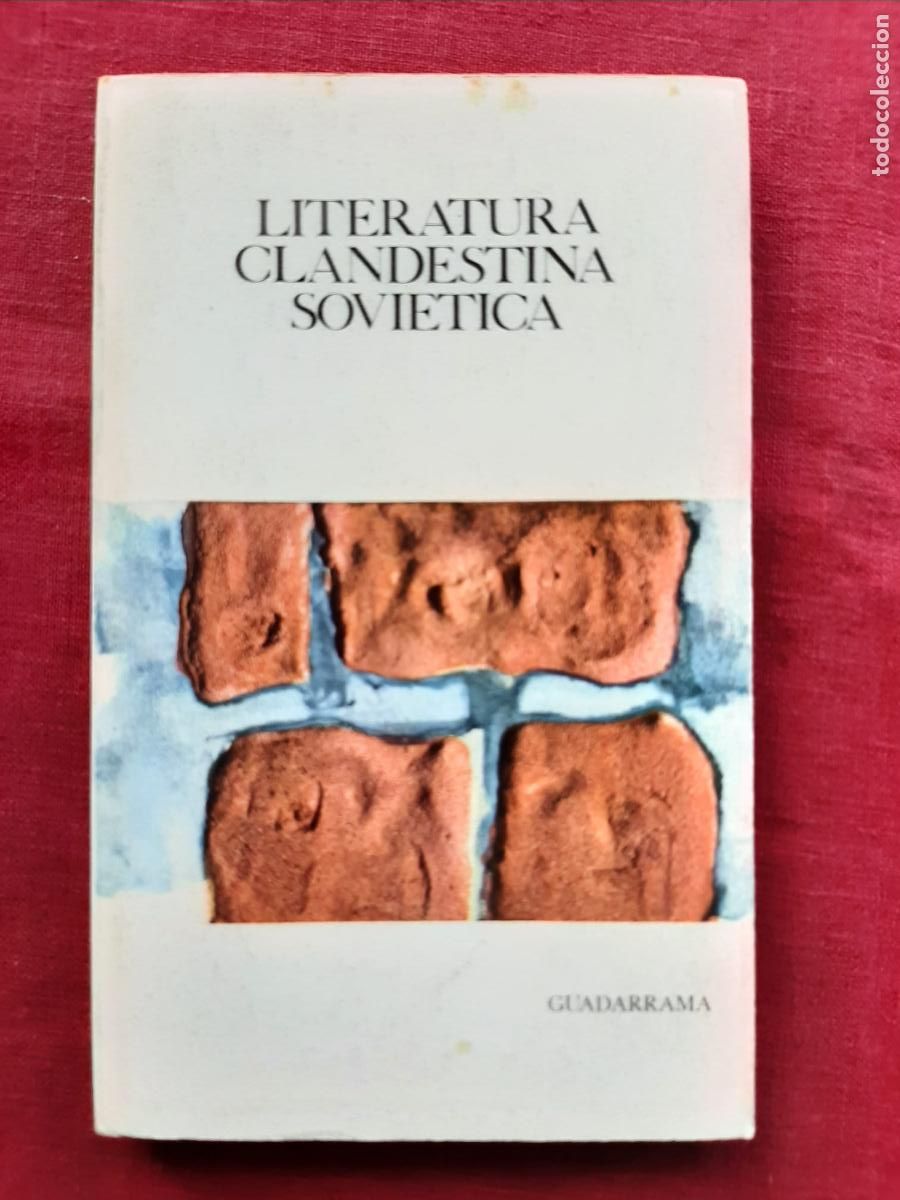 LITERATURA
CLANDESTINA
SOVIETICA
GUADARRAMA
todocoleccion